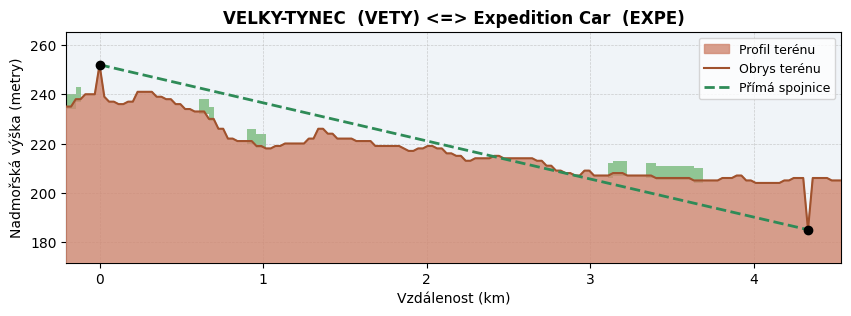 VELKY-TYNEC  (VETY) <=> Expedition Car  (EXPE)
Nadmořská výška (metry)
260
240
220
200
180
Profil terénu
Obrys terénu
Přímá spojnice
0
1
2
3
4
Vzdálenost (km)